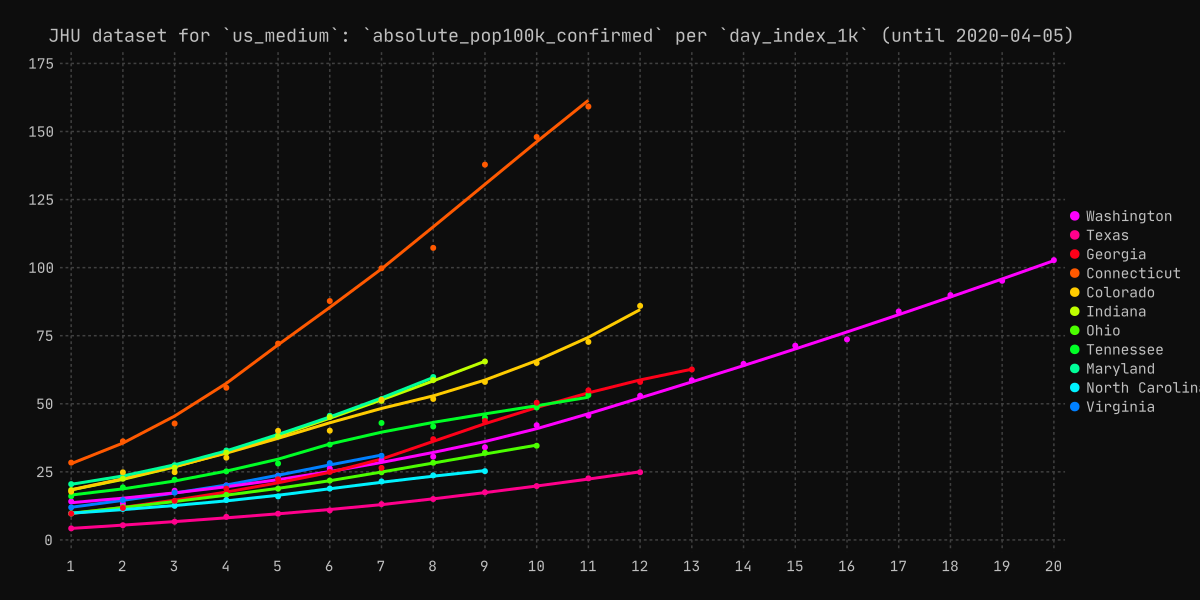 JHU dataset for `us_medium`: `absolute_pop100k_confirmed` per `day_index_1k` (until 2020-04-05)
175
150
125
100
75
50
25
0
1 2 3 4 5 6 7 8 9 10 11 12 13 14 15 16 17 18 19 20
Washington
Texas
Georgia
Connecticut
Colorado
Indiana
Ohio
Tennessee
Maryland
North Carolina
Virginia